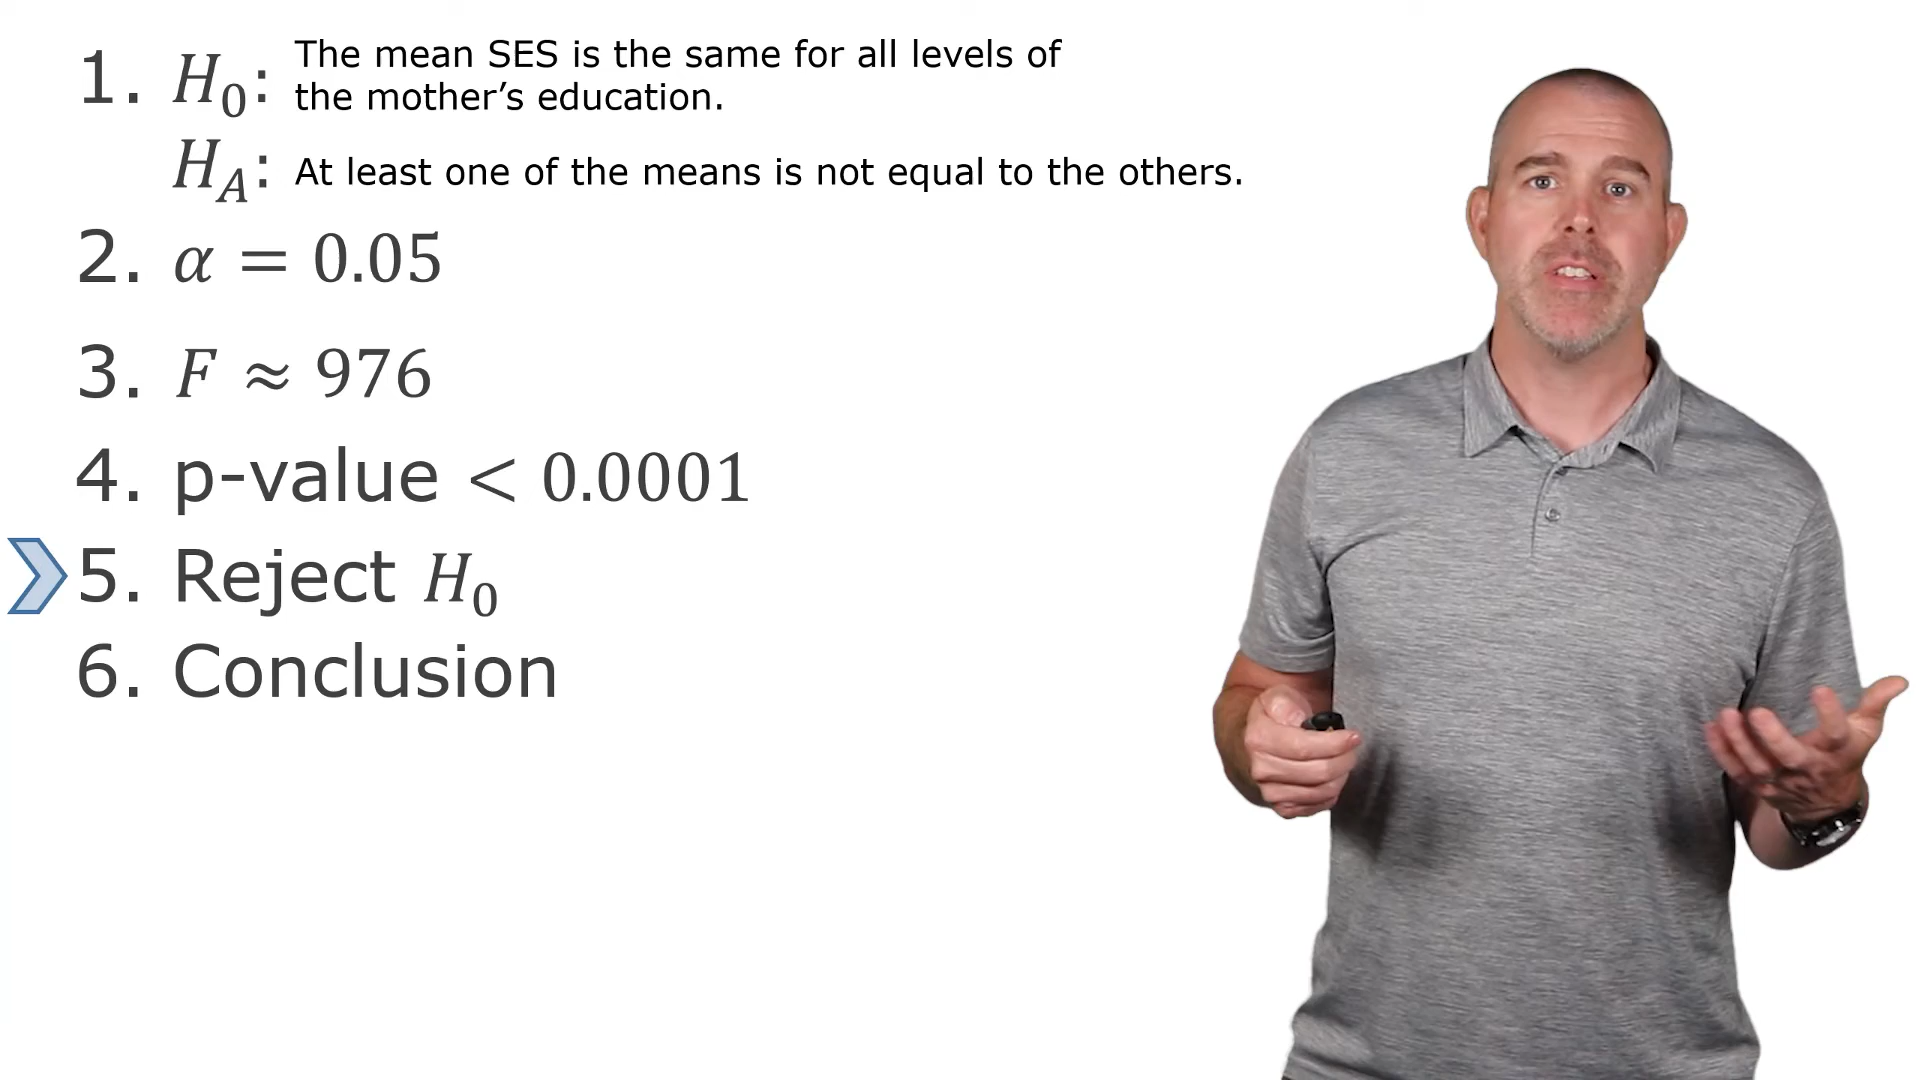 1. H₀: The mean SES is the same for all levels of
the mother’s education.
H_A: At least one of the means is not equal to the others.
2. α = 0.05
3. F ≈ 976
4. p-value < 0.0001
5. Reject H₀
6. Conclusion